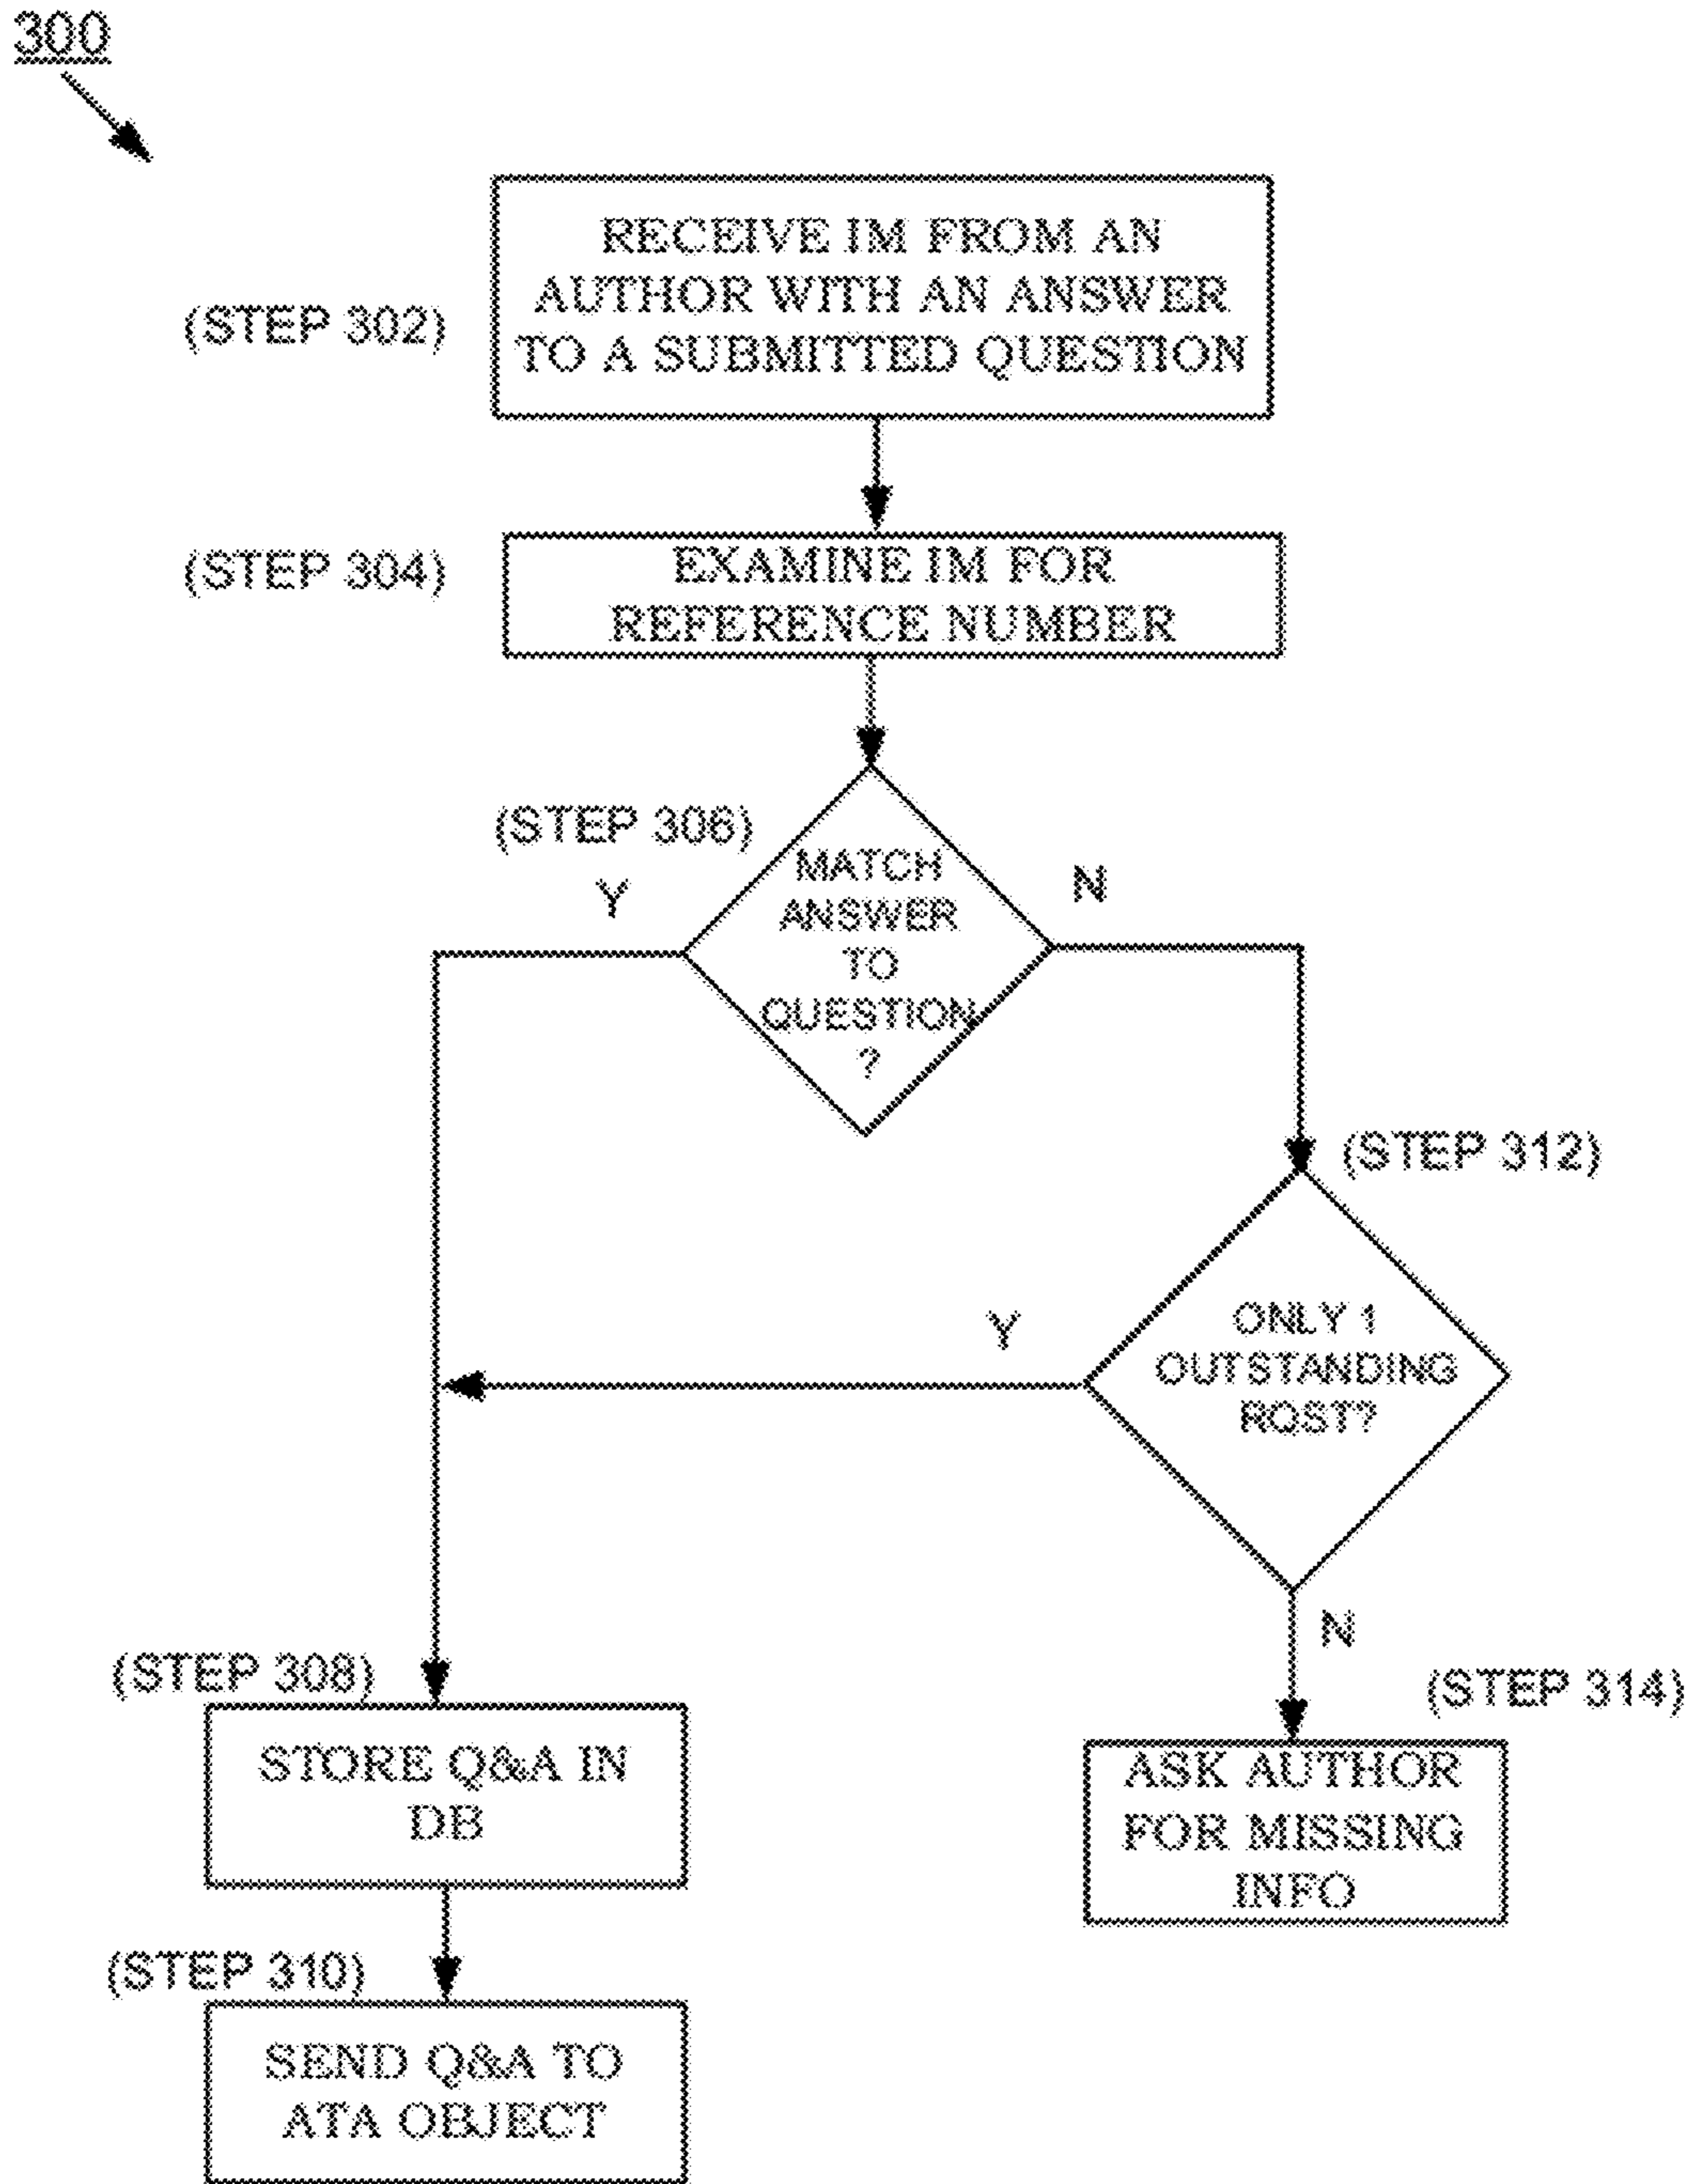 300
RECEIVE IM FROM AN
AUTHOR WITH AN ANSWER
TO A SUBMITTED QUESTION
(STEP 302)
(STEP 304)
EXAMINE IM FOR
REFERENCE NUMBER
(STEP 306)
Y
MATCH
ANSWER
TO
QUESTION
?
N
(STEP 312)
Y
ONLY 1
OUTSTANDING
RQST?
N
(STEP 308)
STORE Q&A IN
DB
(STEP 314)
ASK AUTHOR
FOR MISSING
INFO
(STEP 310)
SEND Q&A TO
ATA OBJECT